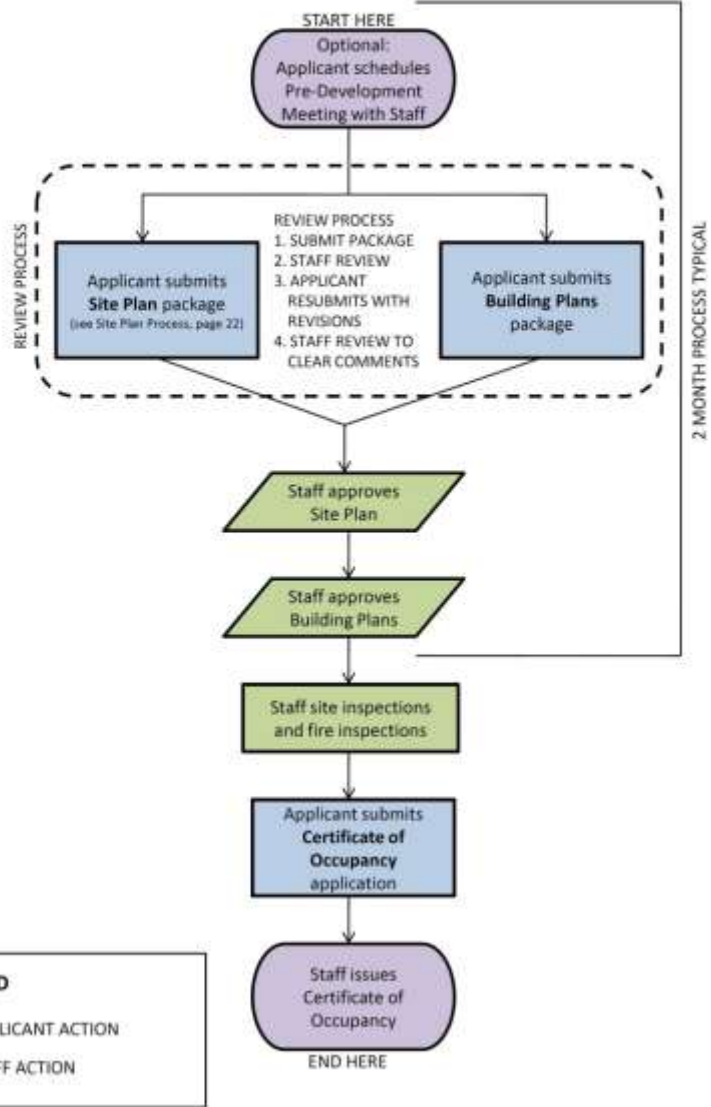 START HERE
Optional:
Applicant schedules
Pre-Development
Meeting with Staff
REVIEW PROCESS
Applicant submits
Site Plan package
(see Site Plan Process, page 22)
REVIEW PROCESS
1. SUBMIT PACKAGE
2. STAFF REVIEW
3. APPLICANT
RESUBMITS WITH
REVISIONS
4. STAFF REVIEW TO
CLEAR COMMENTS
Applicant submits
Building Plans
package
2 MONTH PROCESS TYPICAL
Staff approves
Site Plan
Staff approves
Building Plans
Staff site inspections
and fire inspections
Applicant submits
Certificate of
Occupancy
application
Staff issues
Certificate of
Occupancy
END HERE
D
LICANT ACTION
FF ACTION